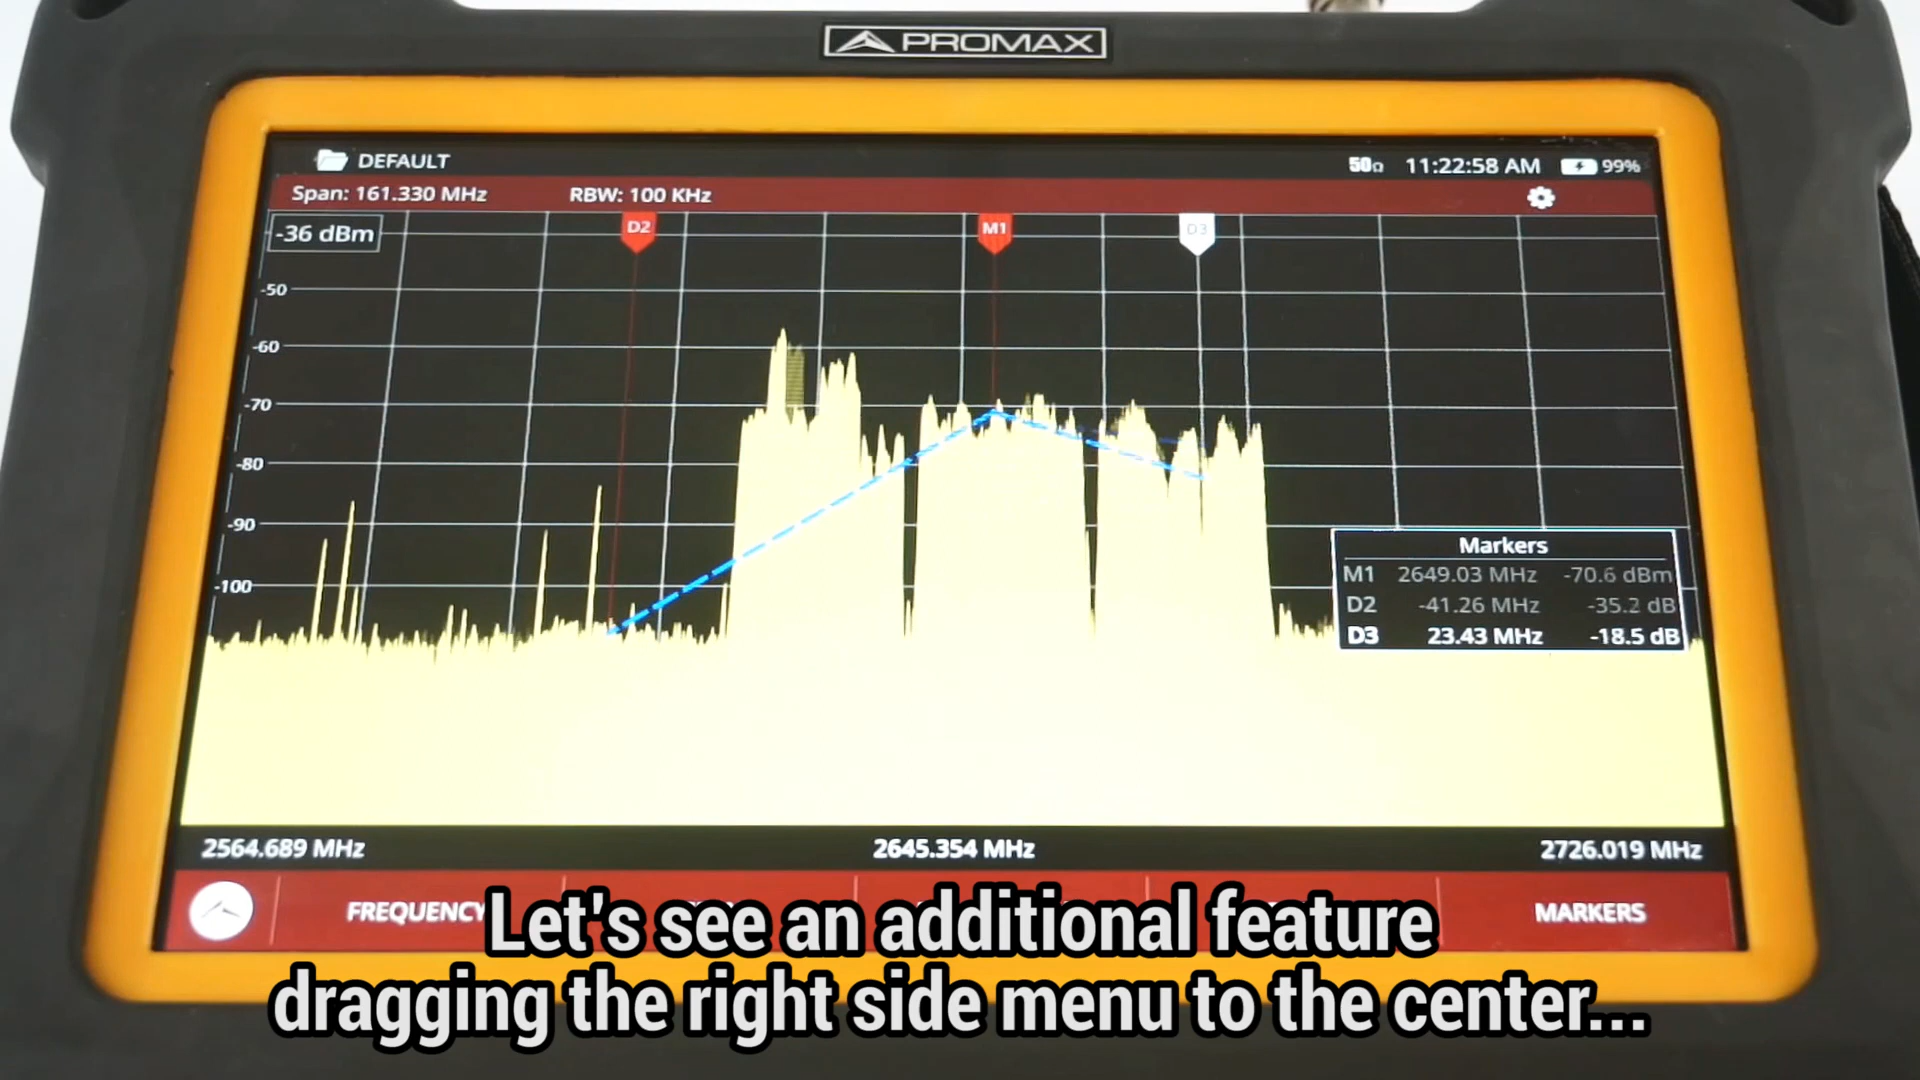 PROMAX
DEFAULT
50Ω 11:22:58 AM 99%
Span: 161.330 MHz RBW: 100 KHz
-36 dBm
D2
M1
D3
-50
-60
-70
-80
-90
-100
Markers
M1 2649.03 MHz -70.6 dBm
D2 -41.26 MHz -35.2 dB
D3 23.43 MHz -18.5 dB
2564.689 MHz 2645.354 MHz 2726.019 MHz
FREQUENCY MARKERS
Let's see an additional feature
dragging the right side menu to the center...